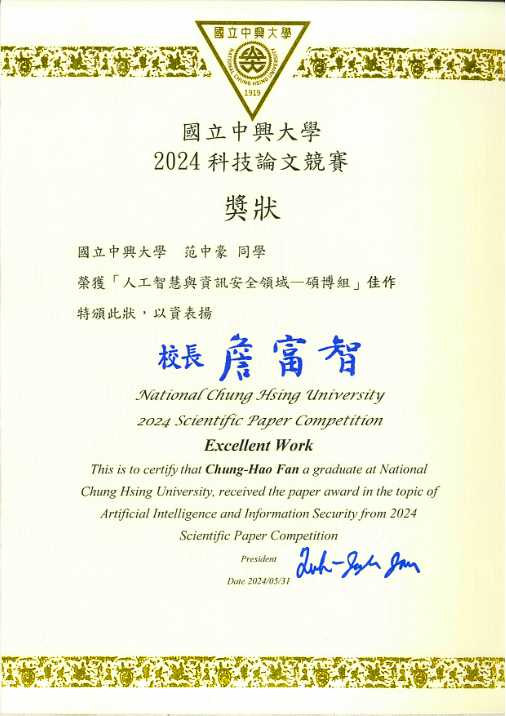 國立中興大學
NATIONAL CHUNG HSING UNIVERSITY
1919
國立中興大學
2024 科技論文競賽
獎狀
國立中興大學 范中豪 同學
榮獲「人工智慧與資訊安全領域—碩博組」佳作
特頒此狀,以資表揚
校長 詹富智
National Chung Hsing University
2024 Scientific Paper Competition
Excellent Work
This is to certify that Chung-Hao Fan a graduate at National
Chung Hsing University, received the paper award in the topic of
Artificial Intelligence and Information Security from 2024
Scientific Paper Competition
President
Date 2024/05/31